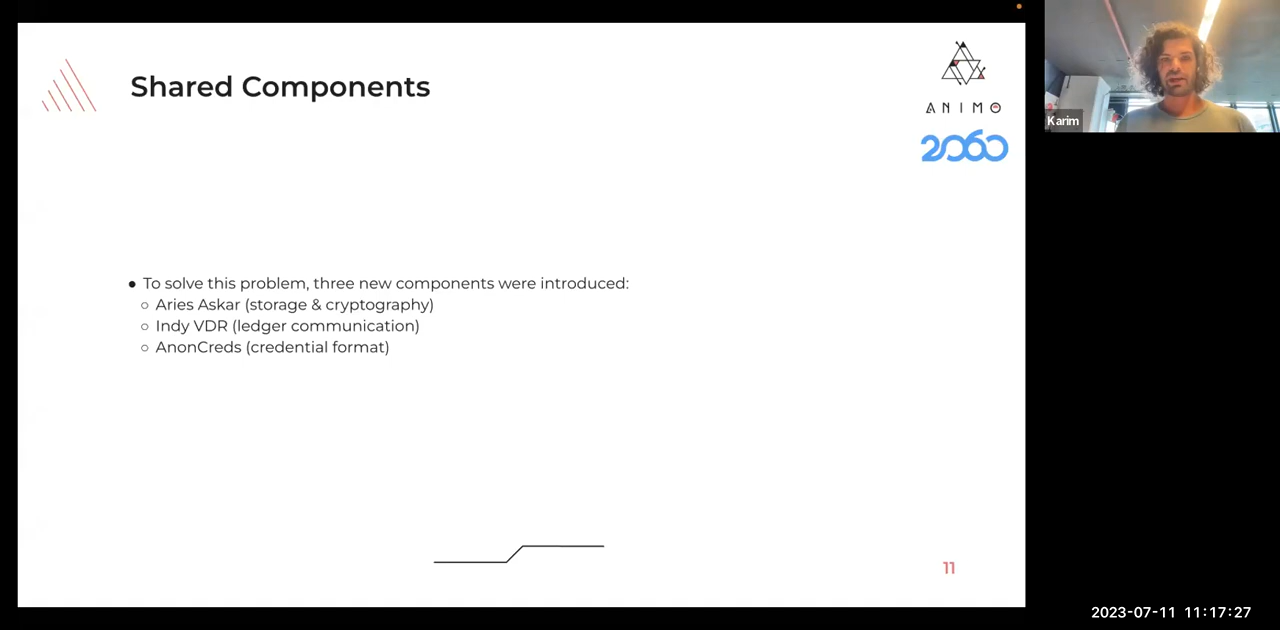 Shared Components
ANIMO
2060
Karim
● To solve this problem, three new components were introduced:
○ Aries Askar (storage & cryptography)
○ Indy VDR (ledger communication)
○ AnonCreds (credential format)
11
2023-07-11 11:17:27